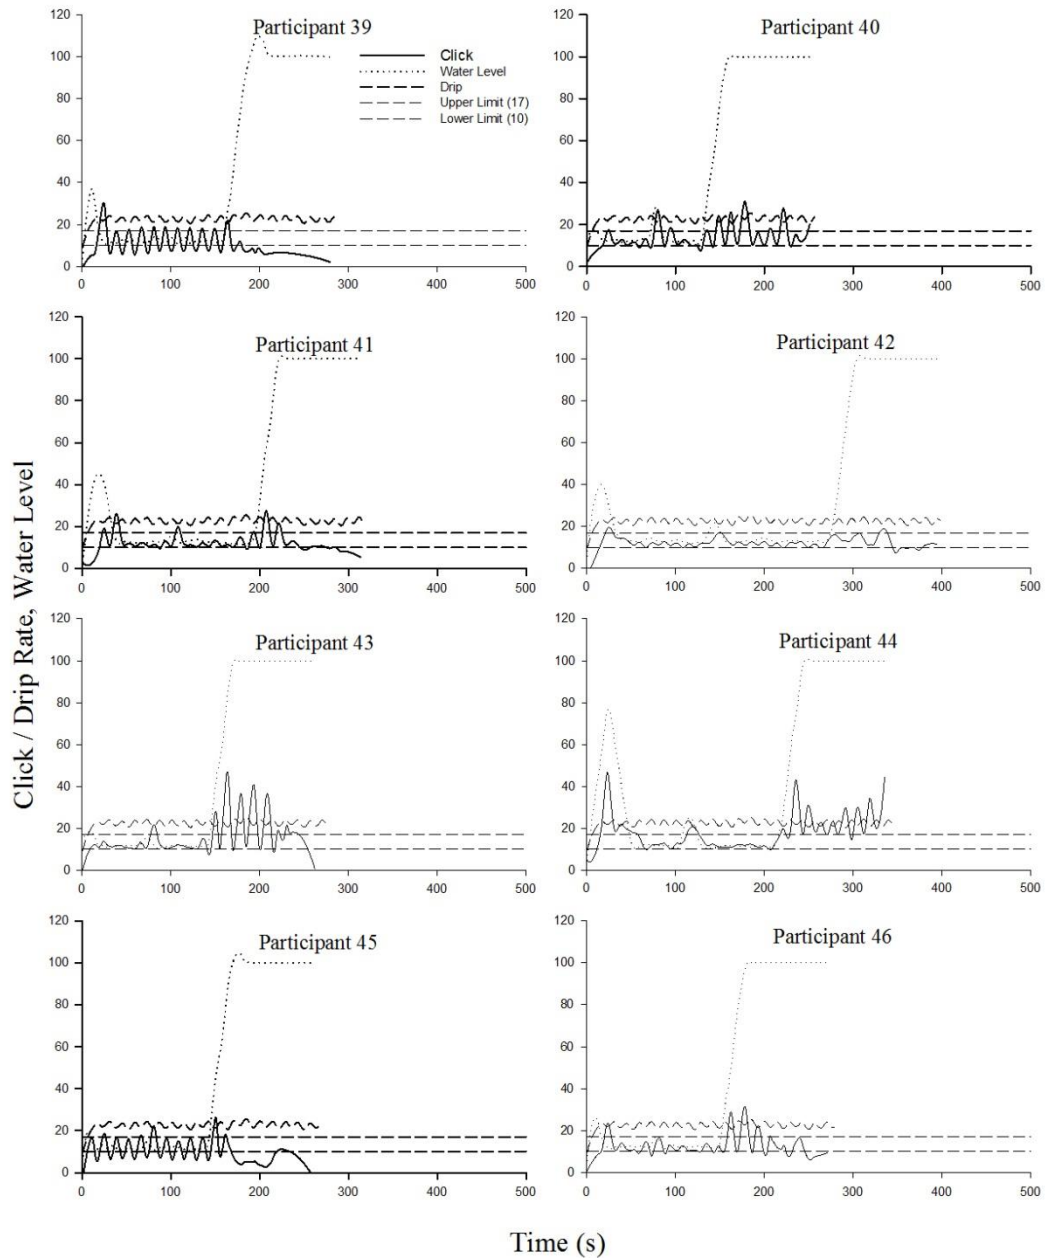 Participant 39
Click
Water Level
Drip
Upper Limit (17)
Lower Limit (10)
120
100
80
60
40
20
0
0 100 200 300 400 500
Participant 40
120
100
80
60
40
20
0
0 100 200 300 400 500
Participant 41
120
100
80
60
40
20
0
0 100 200 300 400 500
Participant 42
120
100
80
60
40
20
0
0 100 200 300 400 500
Click / Drip Rate, Water Level
Participant 43
120
100
80
60
40
20
0
0 100 200 300 400 500
Participant 44
120
100
80
60
40
20
0
0 100 200 300 400 500
Participant 45
120
100
80
60
40
20
0
0 100 200 300 400 500
Participant 46
120
100
80
60
40
20
0
0 100 200 300 400 500
Time (s)